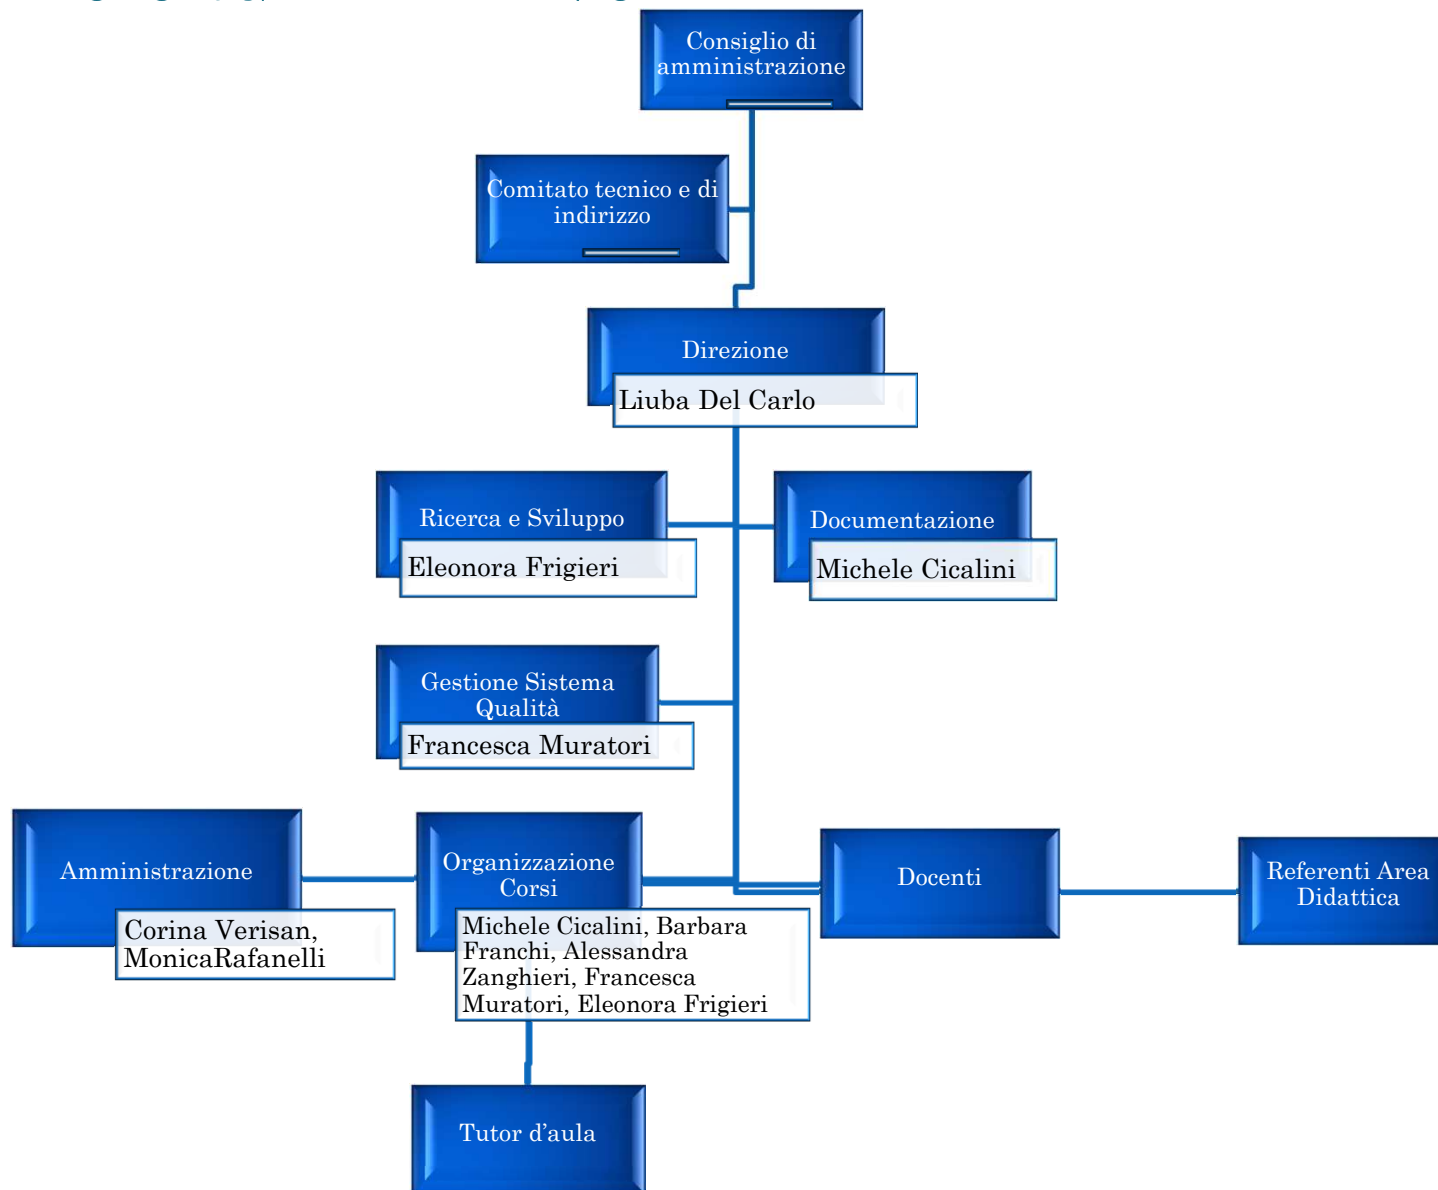 Consiglio di
amministrazione
Comitato tecnico e di
indirizzo
Direzione
Liuba Del Carlo
Ricerca e Sviluppo
Eleonora Frigieri
Documentazione
Michele Cicalini
Gestione Sistema
Qualità
Francesca Muratori
Amministrazione
Corina Verisan,
MonicaRafanelli
Organizzazione
Corsi
Michele Cicalini, Barbara
Franchi, Alessandra
Zanghieri, Francesca
Muratori, Eleonora Frigieri
Docenti
Referenti Area
Didattica
Tutor d'aula